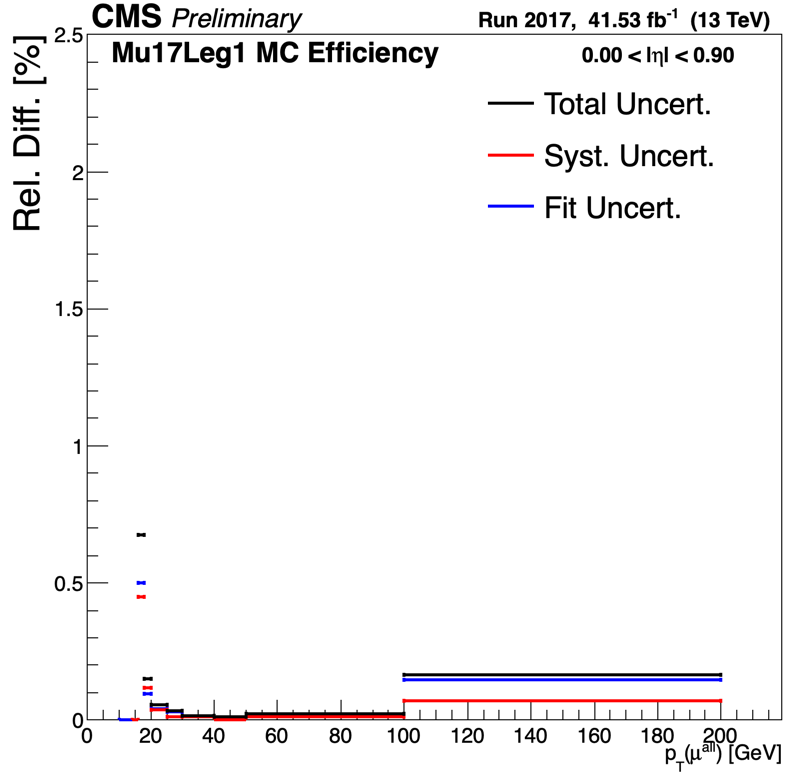 CMS Preliminary
Run 2017, 41.53 fb⁻¹ (13 TeV)
Mu17Leg1 MC Efficiency
0.00 < |η| < 0.90
Total Uncert.
Syst. Uncert.
Fit Uncert.
Rel. Diff. [%]
2.5
2
1.5
1
0.5
0
0 20 40 60 80 100 120 140 160 180 200
p_T(μ^all) [GeV]